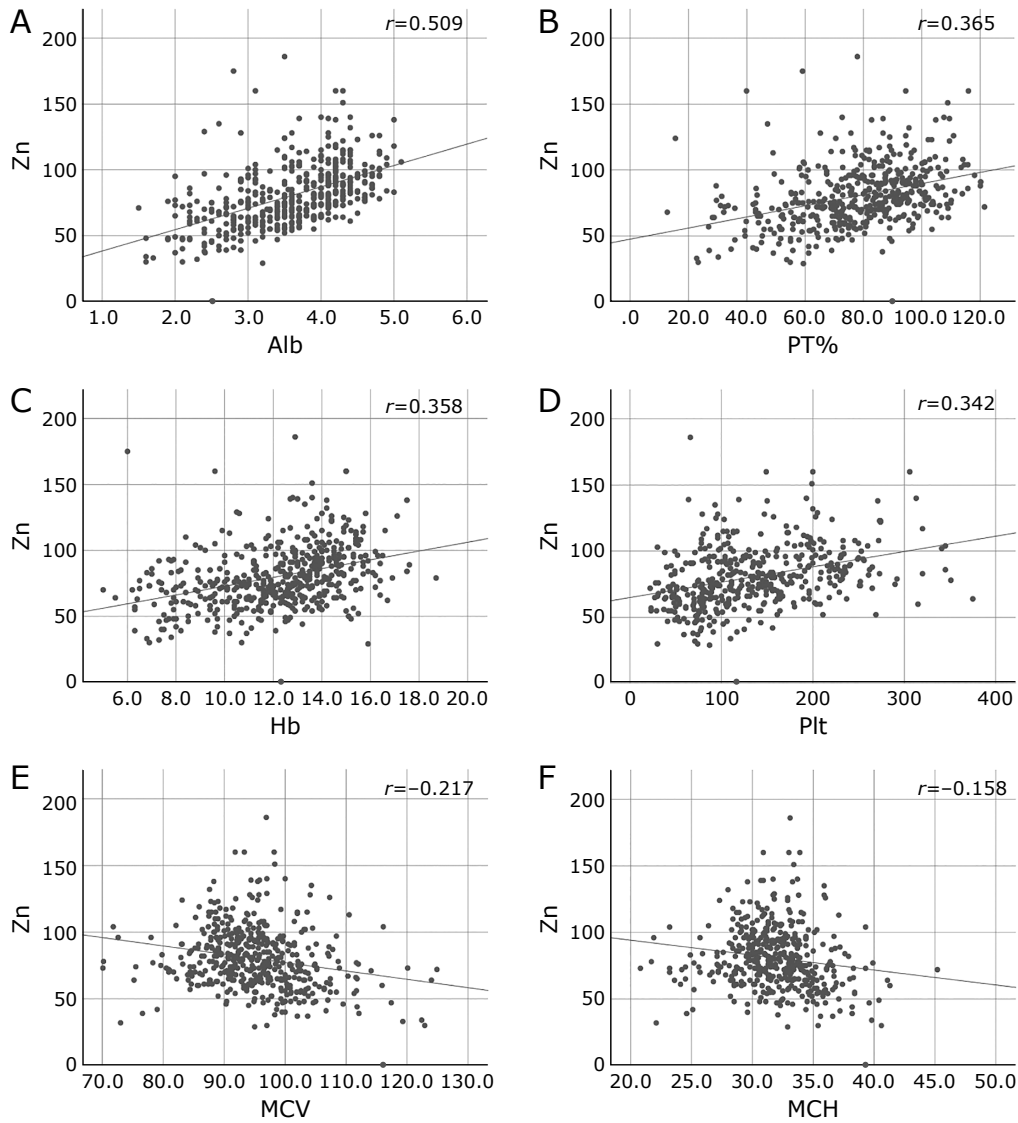 A
r=0.509
200
150
100
50
0
Zn
1.0 2.0 3.0 4.0 5.0 6.0
Alb
B
r=0.365
200
150
100
50
0
Zn
.0 20.0 40.0 60.0 80.0 100.0 120.0
PT%
C
r=0.358
200
150
100
50
0
Zn
6.0 8.0 10.0 12.0 14.0 16.0 18.0 20.0
Hb
D
r=0.342
200
150
100
50
0
Zn
0 100 200 300 400
Plt
E
r=−0.217
200
150
100
50
0
Zn
70.0 80.0 90.0 100.0 110.0 120.0 130.0
MCV
F
r=−0.158
200
150
100
50
0
Zn
20.0 25.0 30.0 35.0 40.0 45.0 50.0
MCH